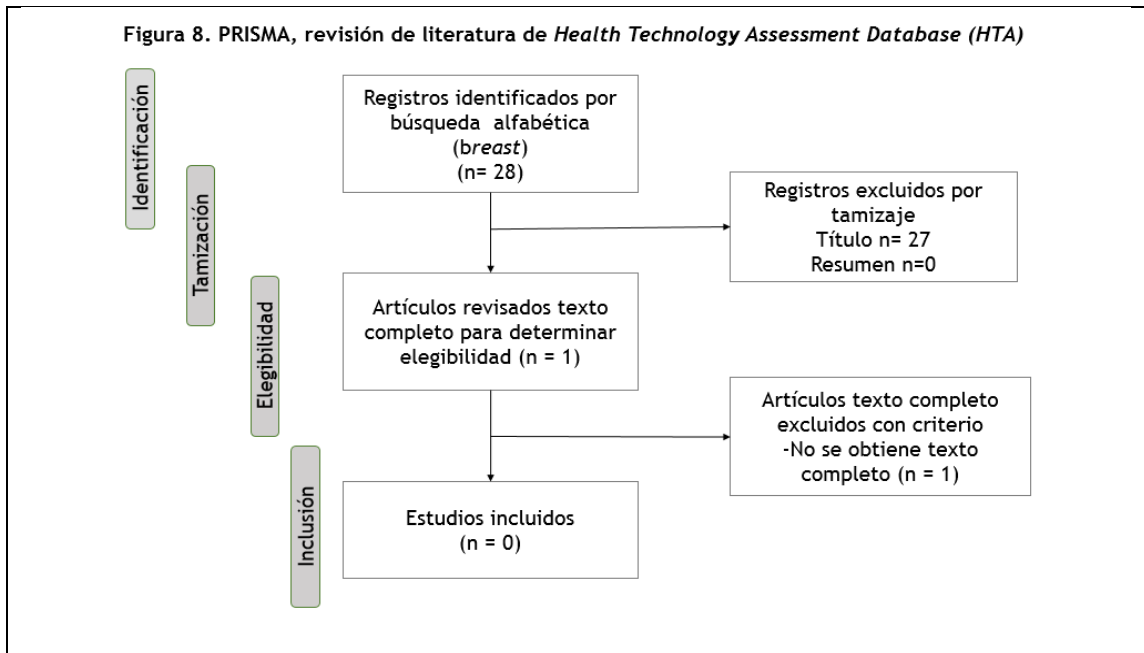 Figura 8. PRISMA, revisión de literatura de Health Technology Assessment Database (HTA)
Identificación
Registros identificados por
búsqueda alfabética
(breast)
(n= 28)
Tamización
Registros excluidos por
tamizaje
Título n= 27
Resumen n=0
Elegibilidad
Artículos revisados texto
completo para determinar
elegibilidad (n = 1)
Artículos texto completo
excluidos con criterio
-No se obtiene texto
completo (n = 1)
Inclusión
Estudios incluidos
(n = 0)